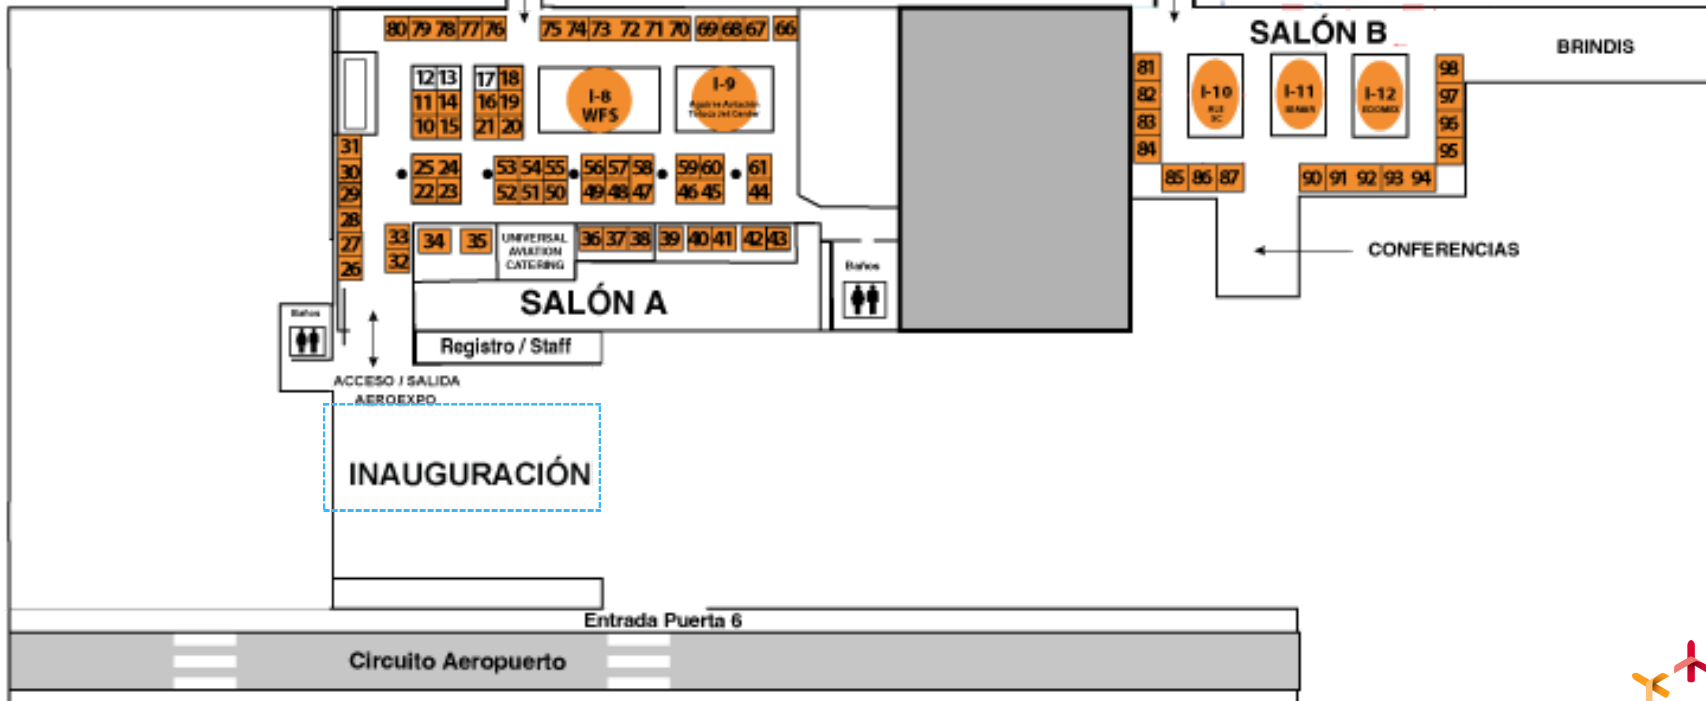 80 79 78 77 76
75 74 73 72 71 70 69 68 67 66
12 13 17 18
11 14 16 19
10 15 21 20
I-8
WFS
I-9
31
30
29
28
27
26
25 24
22 23
53 54 55 56 57 58 59 60 61
52 51 50 49 48 47 46 45 44
33
32
34 35
UNIVERSAL
AVIATION
CATERING
36 37 38 39 40 41 42 43
SALÓN A
Baños
Registro / Staff
Baños
ACCESO / SALIDA
AEROEXPO
INAUGURACIÓN
SALÓN B
BRINDIS
81
82
83
84
85 86 87
I-10
I-11
I-12
98
97
96
95
90 91 92 93 94
CONFERENCIAS
Entrada Puerta 6
Circuito Aeropuerto